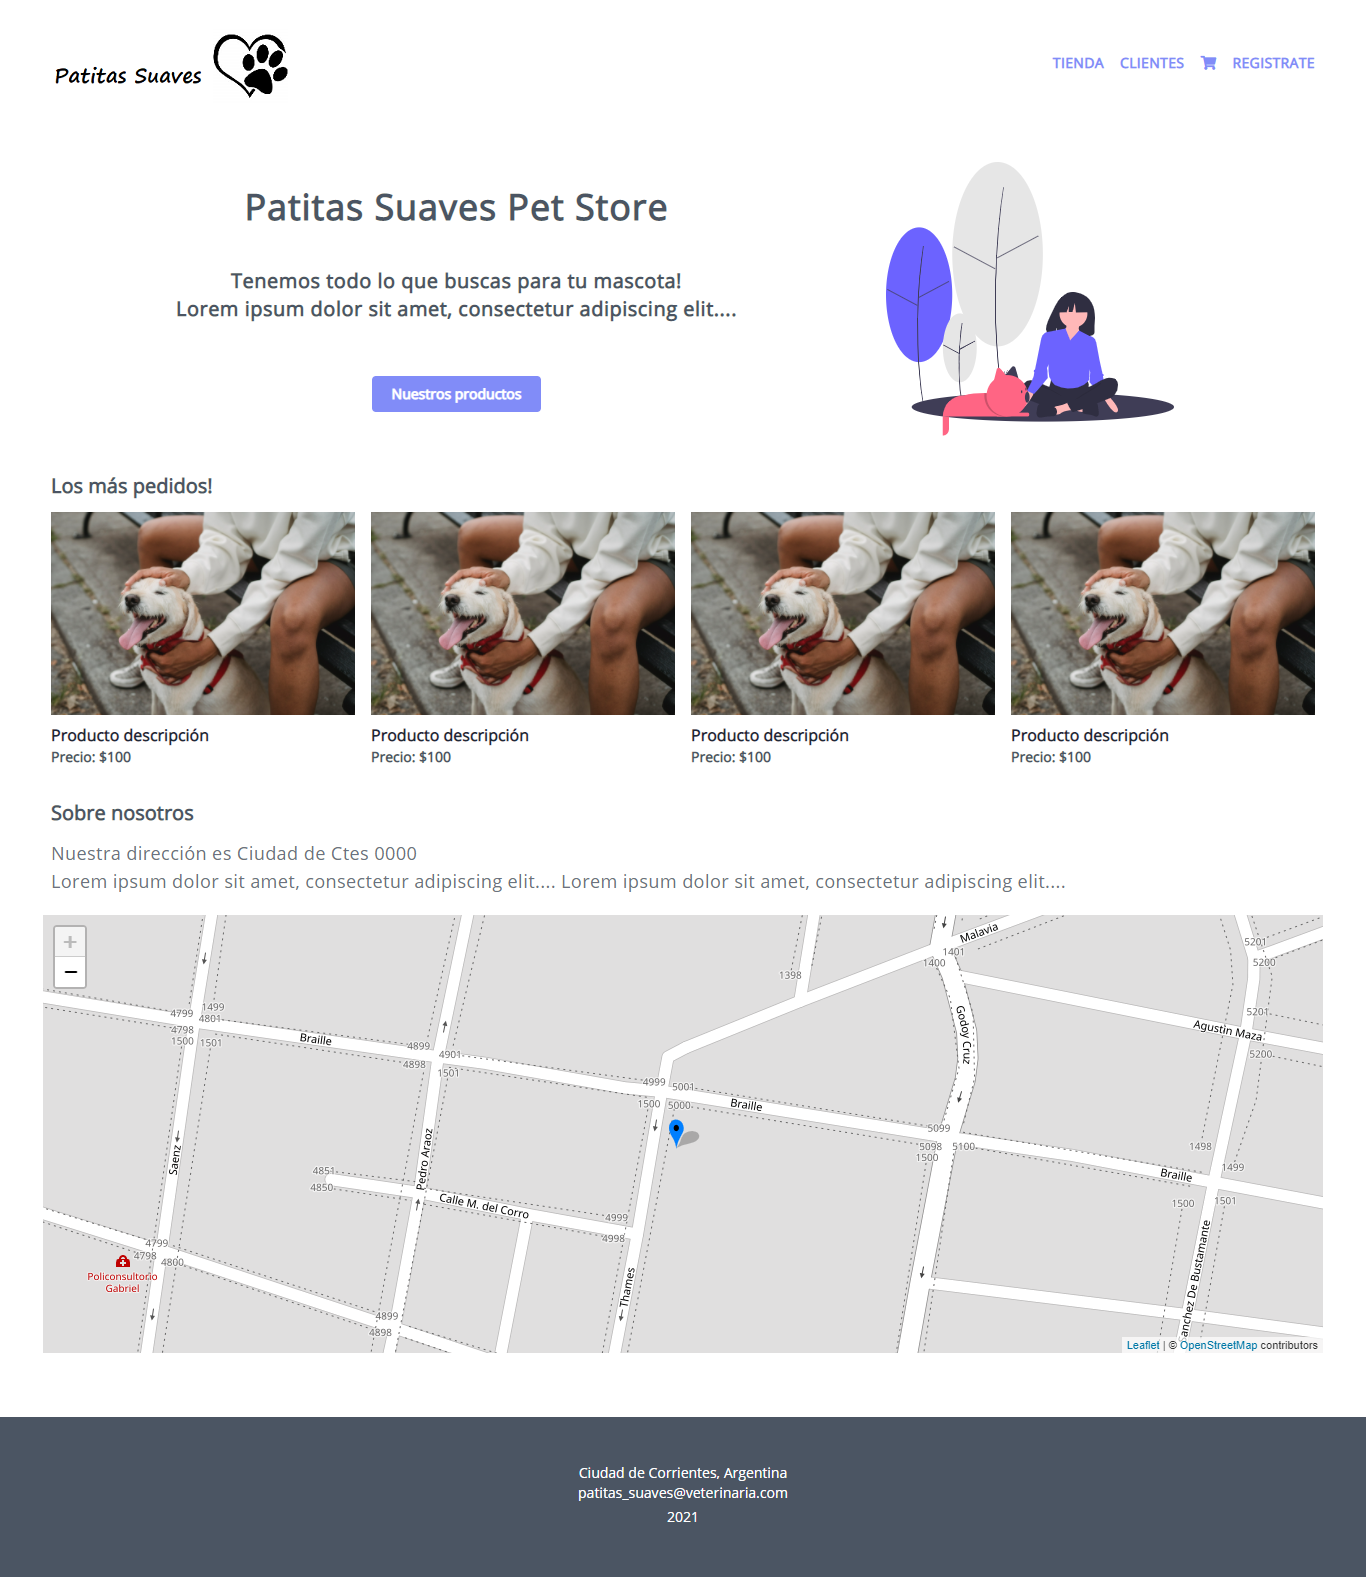 Patitas Suaves
TIENDA CLIENTES REGISTRATE
Patitas Suaves Pet Store
Tenemos todo lo que buscas para tu mascota!
Lorem ipsum dolor sit amet, consectetur adipiscing elit....
Nuestros productos
Los más pedidos!
Producto descripción
Precio: $100
Producto descripción
Precio: $100
Producto descripción
Precio: $100
Producto descripción
Precio: $100
Sobre nosotros
Nuestra dirección es Ciudad de Ctes 0000
Lorem ipsum dolor sit amet, consectetur adipiscing elit.... Lorem ipsum dolor sit amet, consectetur adipiscing elit....
+
−
Malavia
1401
1400
5201
5200
1398
4799
1499
4801
4798
1500
1501
Braille
4899
4901
4898
1501
Godoy Cruz
5201
Agustin Maza
5200
4999
5001
1500
5000
Braille
5099
5098
5100
1500
1498
1499
Braille
1500
1501
Saenz
Pedro Araoz
4851
4850
Calle M. del Corro
4999
4998
4799
4798
4800
Policonsultorio
Gabriel
Thames
4899
4898
anchez De Bustamante
Leaflet | © OpenStreetMap contributors
Ciudad de Corrientes, Argentina
patitas_suaves@veterinaria.com
2021